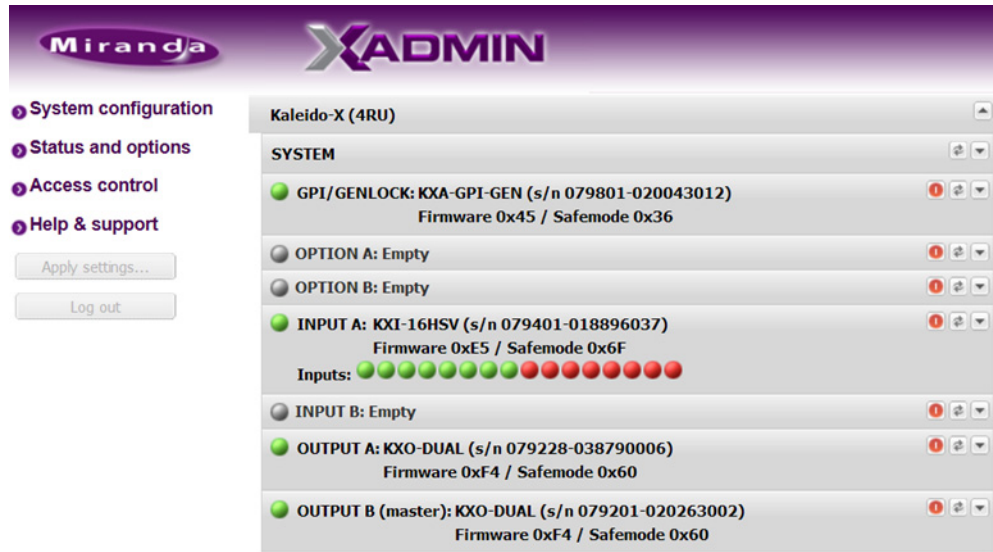 Miranda
XADMIN
System configuration
Status and options
Access control
Help & support
Apply settings...
Log out
Kaleido-X (4RU)
SYSTEM
GPI/GENLOCK: KXA-GPI-GEN (s/n 079801-020043012)
Firmware 0x45 / Safemode 0x36
OPTION A: Empty
OPTION B: Empty
INPUT A: KXI-16HSV (s/n 079401-018896037)
Firmware 0xE5 / Safemode 0x6F
Inputs:
INPUT B: Empty
OUTPUT A: KXO-DUAL (s/n 079228-038790006)
Firmware 0xF4 / Safemode 0x60
OUTPUT B (master): KXO-DUAL (s/n 079201-020263002)
Firmware 0xF4 / Safemode 0x60